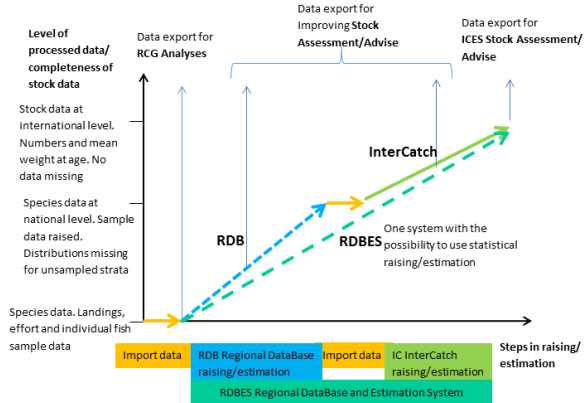 Level of
processed data/
completeness of
stock data
Data export for
RCG Analyses
Data export for
Improving Stock
Assessment/Advise
Data export for
ICES Stock Assessment/
Advise
Stock data at
international level.
Numbers and mean
weight at age. No
data missing
InterCatch
Species data at
national level. Sample
data raised.
Distributions missing
for unsampled strata
RDB
RDBES
One system with the
possibility to use statistical
raising/estimation
Species data. Landings,
effort and individual fish
sample data
Import data
RDB Regional DataBase
raising/estimation
Import data
IC InterCatch
raising/estimation
Steps in raising/
estimation
RDBES Regional DataBase and Estimation System